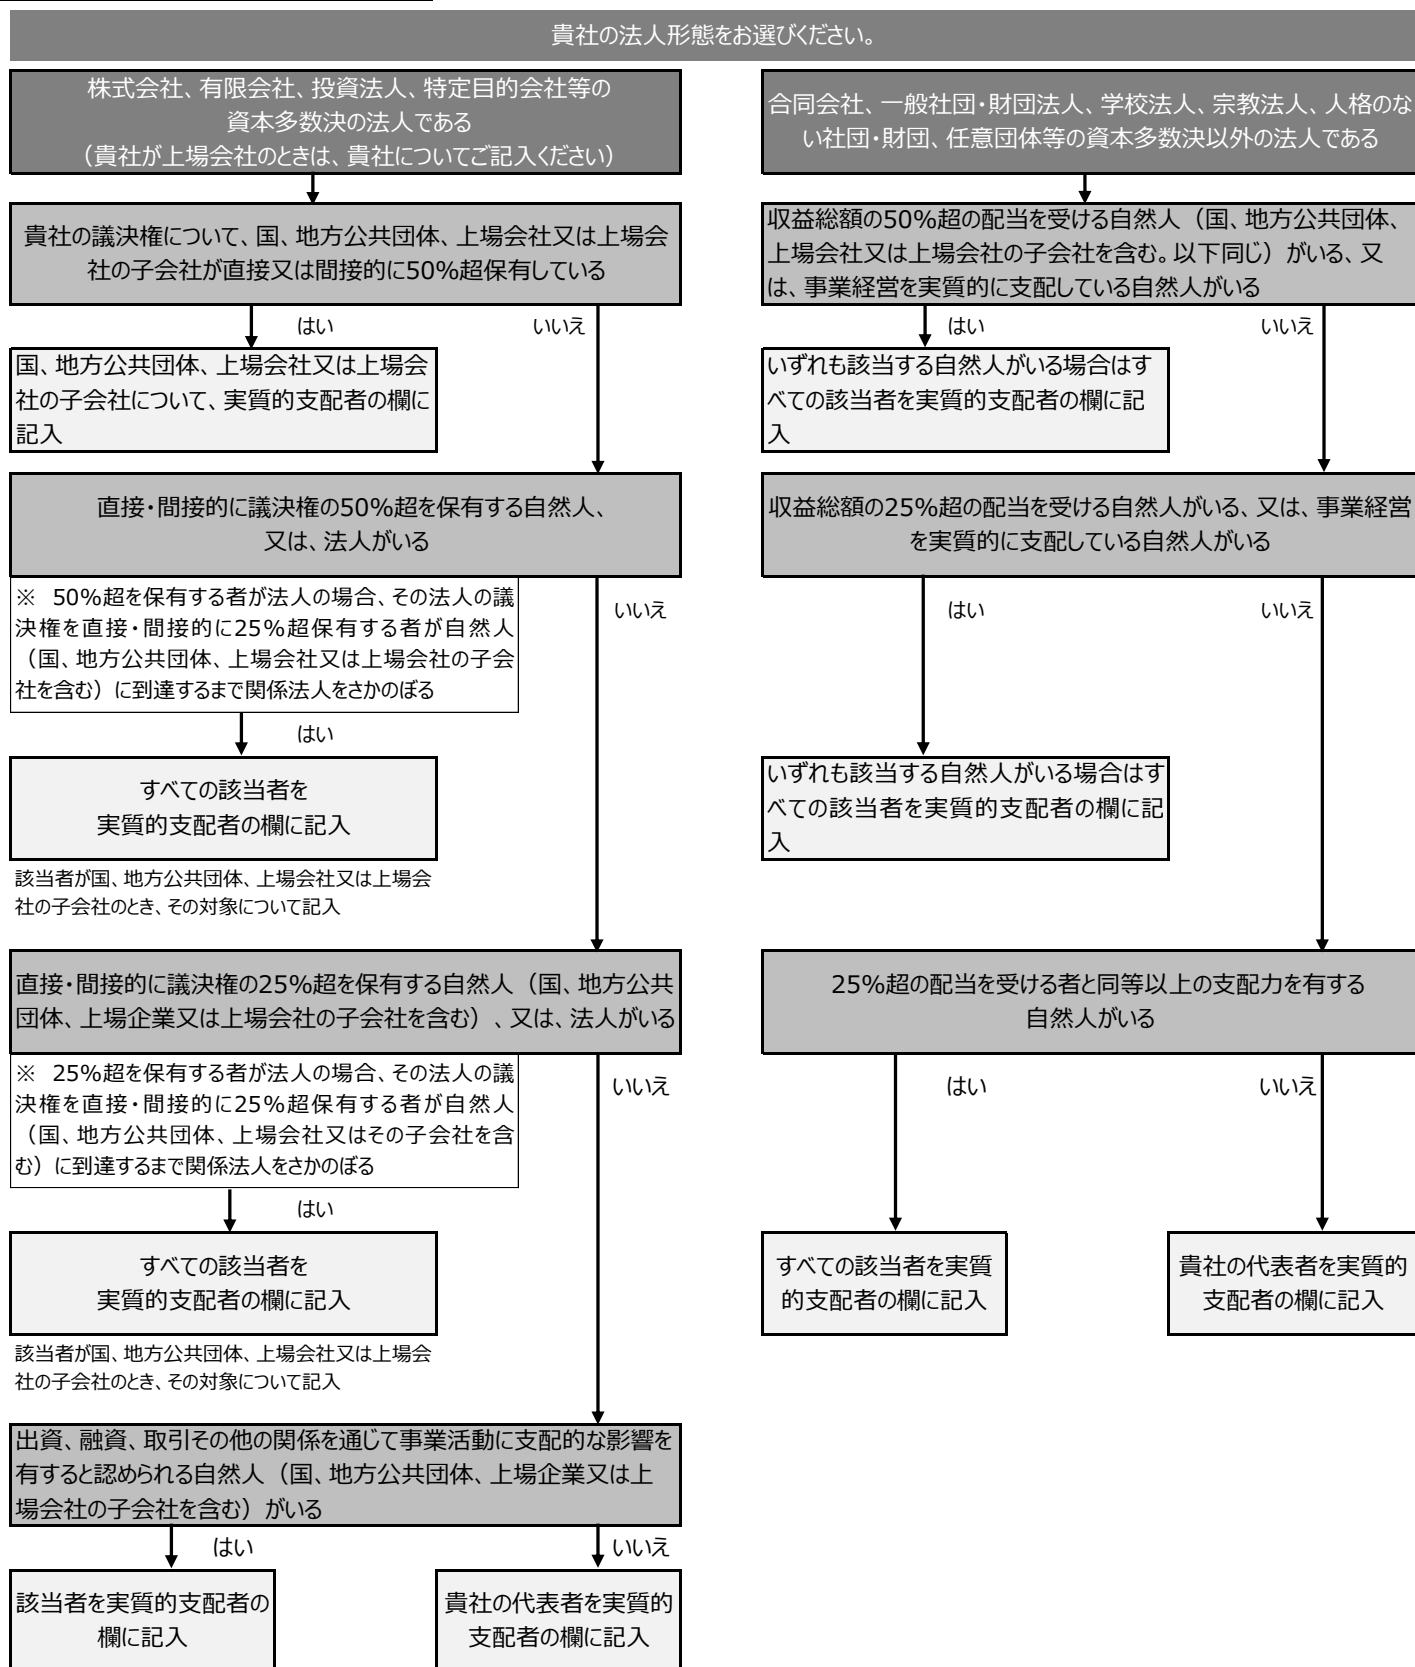 貴社の法人形態をお選びください。
株式会社、有限会社、投資法人、特定目的会社等の
資本多数決の法人である
（貴社が上場会社のときは、貴社についてご記入ください）
貴社の議決権について、国、地方公共団体、上場会社又は上場会
社の子会社が直接又は間接的に50%超保有している
はい
いいえ
国、地方公共団体、上場会社又は上場会
社の子会社について、実質的支配者の欄に
記入
直接・間接的に議決権の50%超を保有する自然人、
又は、法人がいる
※ 50%超を保有する者が法人の場合、その法人の議
決権を直接・間接的に25%超保有する者が自然人
（国、地方公共団体、上場会社又は上場会社の子会
社を含む）に到達するまで関係法人をさかのぼる
いいえ
はい
すべての該当者を
実質的支配者の欄に記入
該当者が国、地方公共団体、上場会社又は上場会
社の子会社のとき、その対象について記入
直接・間接的に議決権の25%超を保有する自然人（国、地方公共
団体、上場企業又は上場会社の子会社を含む）、又は、法人がいる
※ 25%超を保有する者が法人の場合、その法人の議
決権を直接・間接的に25%超保有する者が自然人
（国、地方公共団体、上場会社又はその子会社を含
む）に到達するまで関係法人をさかのぼる
いいえ
はい
すべての該当者を
実質的支配者の欄に記入
該当者が国、地方公共団体、上場会社又は上場会
社の子会社のとき、その対象について記入
出資、融資、取引その他の関係を通じて事業活動に支配的な影響を
有すると認められる自然人（国、地方公共団体、上場企業又は上
場会社の子会社を含む）がいる
はい
いいえ
該当者を実質的支配者の
欄に記入
貴社の代表者を実質的
支配者の欄に記入
合同会社、一般社団・財団法人、学校法人、宗教法人、人格のな
い社団・財団、任意団体等の資本多数決以外の法人である
収益総額の50%超の配当を受ける自然人（国、地方公共団体、
上場会社又は上場会社の子会社を含む。以下同じ）がいる、又
は、事業経営を実質的に支配している自然人がいる
はい
いいえ
いずれも該当する自然人がいる場合はす
べての該当者を実質的支配者の欄に記
入
収益総額の25%超の配当を受ける自然人がいる、又は、事業経営
を実質的に支配している自然人がいる
はい
いいえ
いずれも該当する自然人がいる場合はす
べての該当者を実質的支配者の欄に記
入
25%超の配当を受ける者と同等以上の支配力を有する
自然人がいる
はい
いいえ
すべての該当者を実質
的支配者の欄に記入
貴社の代表者を実質的
支配者の欄に記入